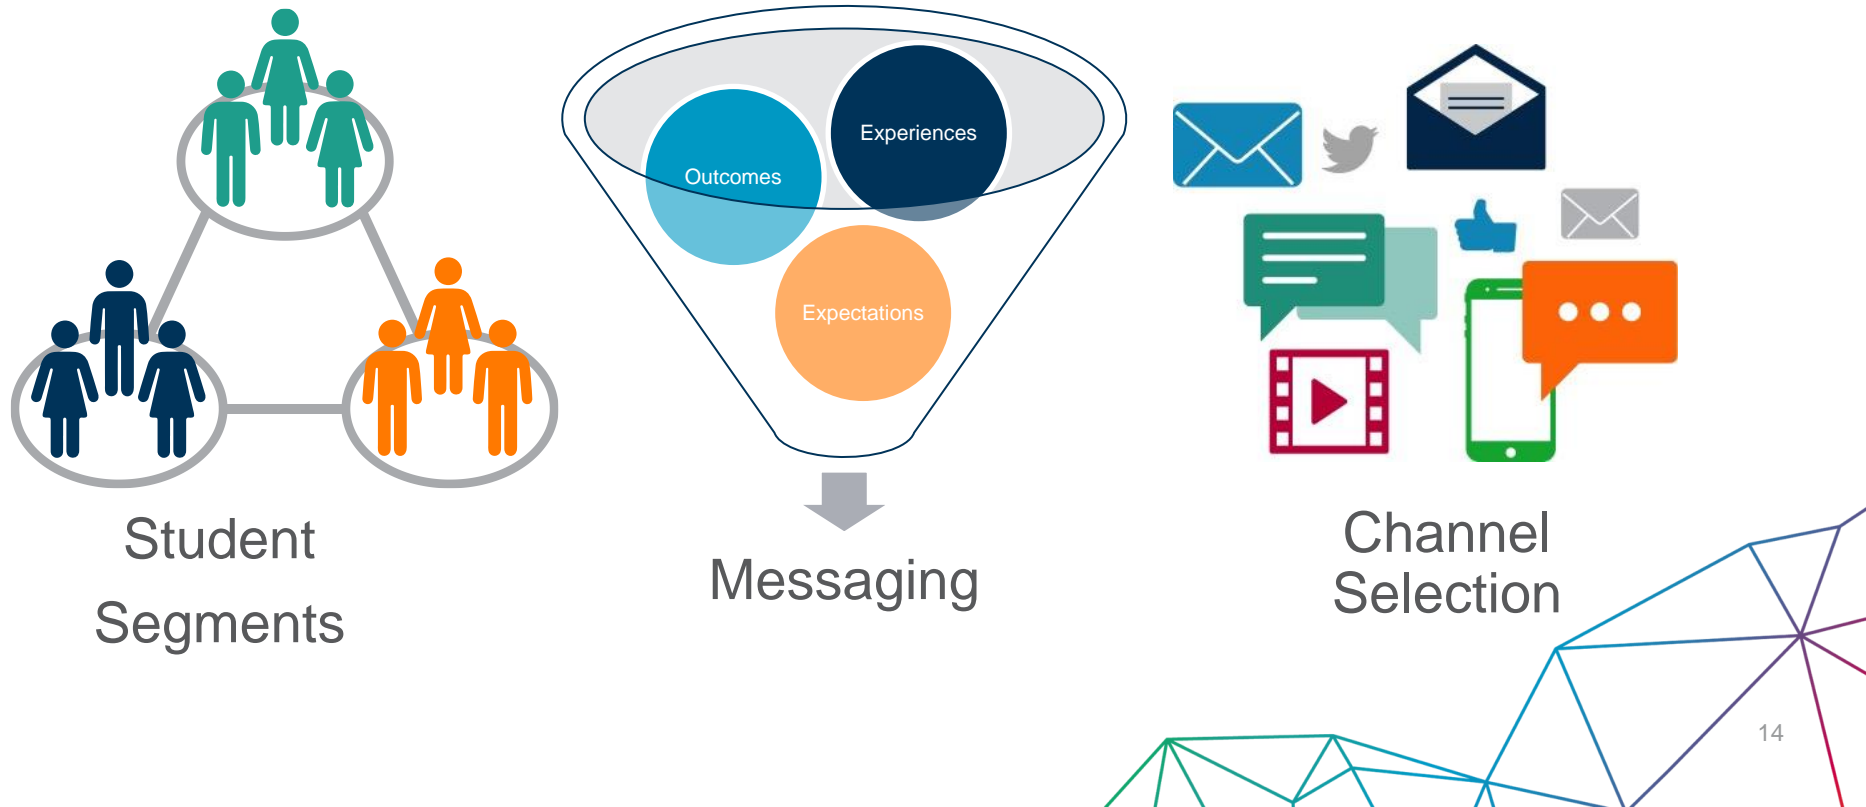 Student
Segments
Outcomes
Experiences
Expectations
Messaging
Channel
Selection
14